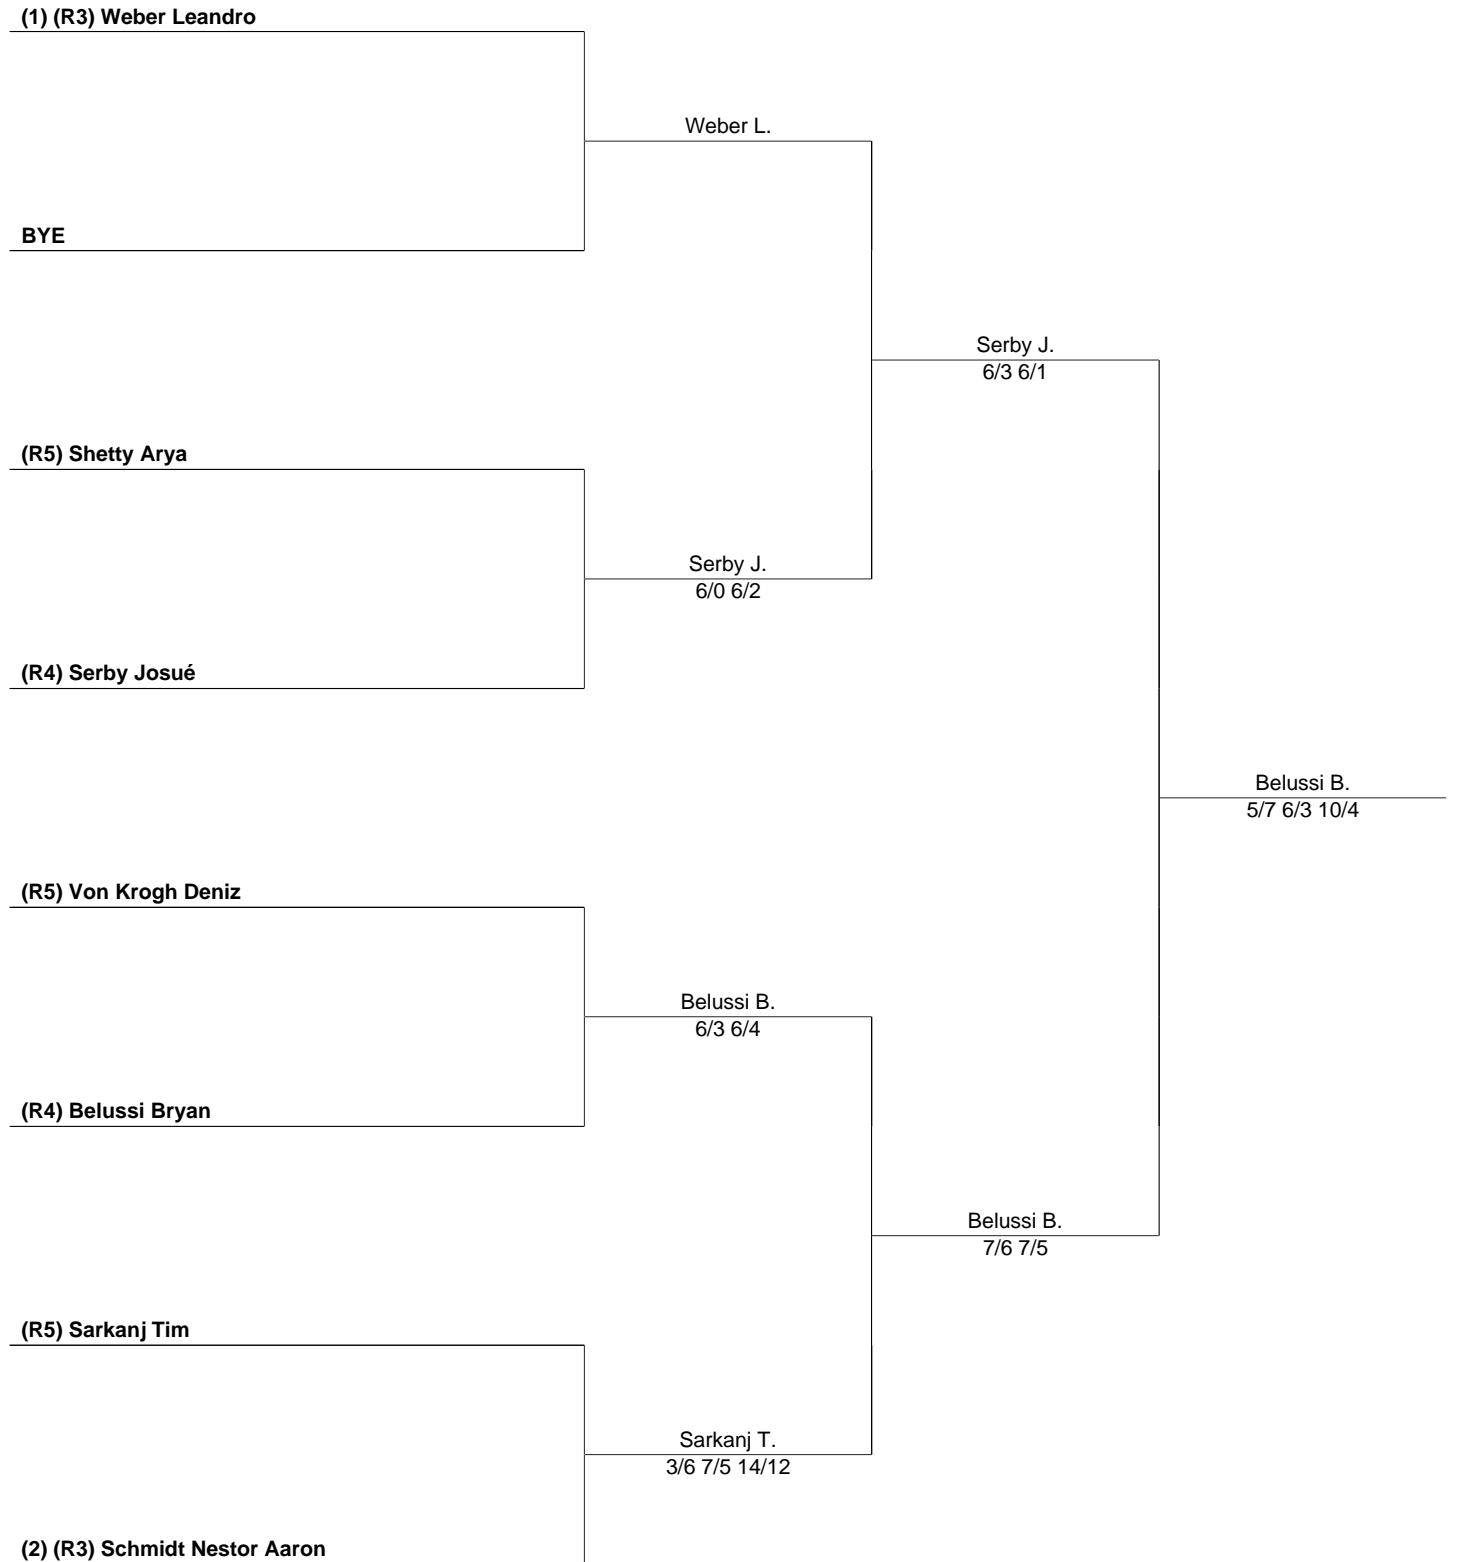 (1) (R3) Weber Leandro
Weber L.
BYE
Serby J.
6/3 6/1
(R5) Shetty Arya
Serby J.
6/0 6/2
(R4) Serby Josué
Belussi B.
5/7 6/3 10/4
(R5) Von Krogh Deniz
Belussi B.
6/3 6/4
(R4) Belussi Bryan
Belussi B.
7/6 7/5
(R5) Sarkanj Tim
Sarkanj T.
3/6 7/5 14/12
(2) (R3) Schmidt Nestor Aaron